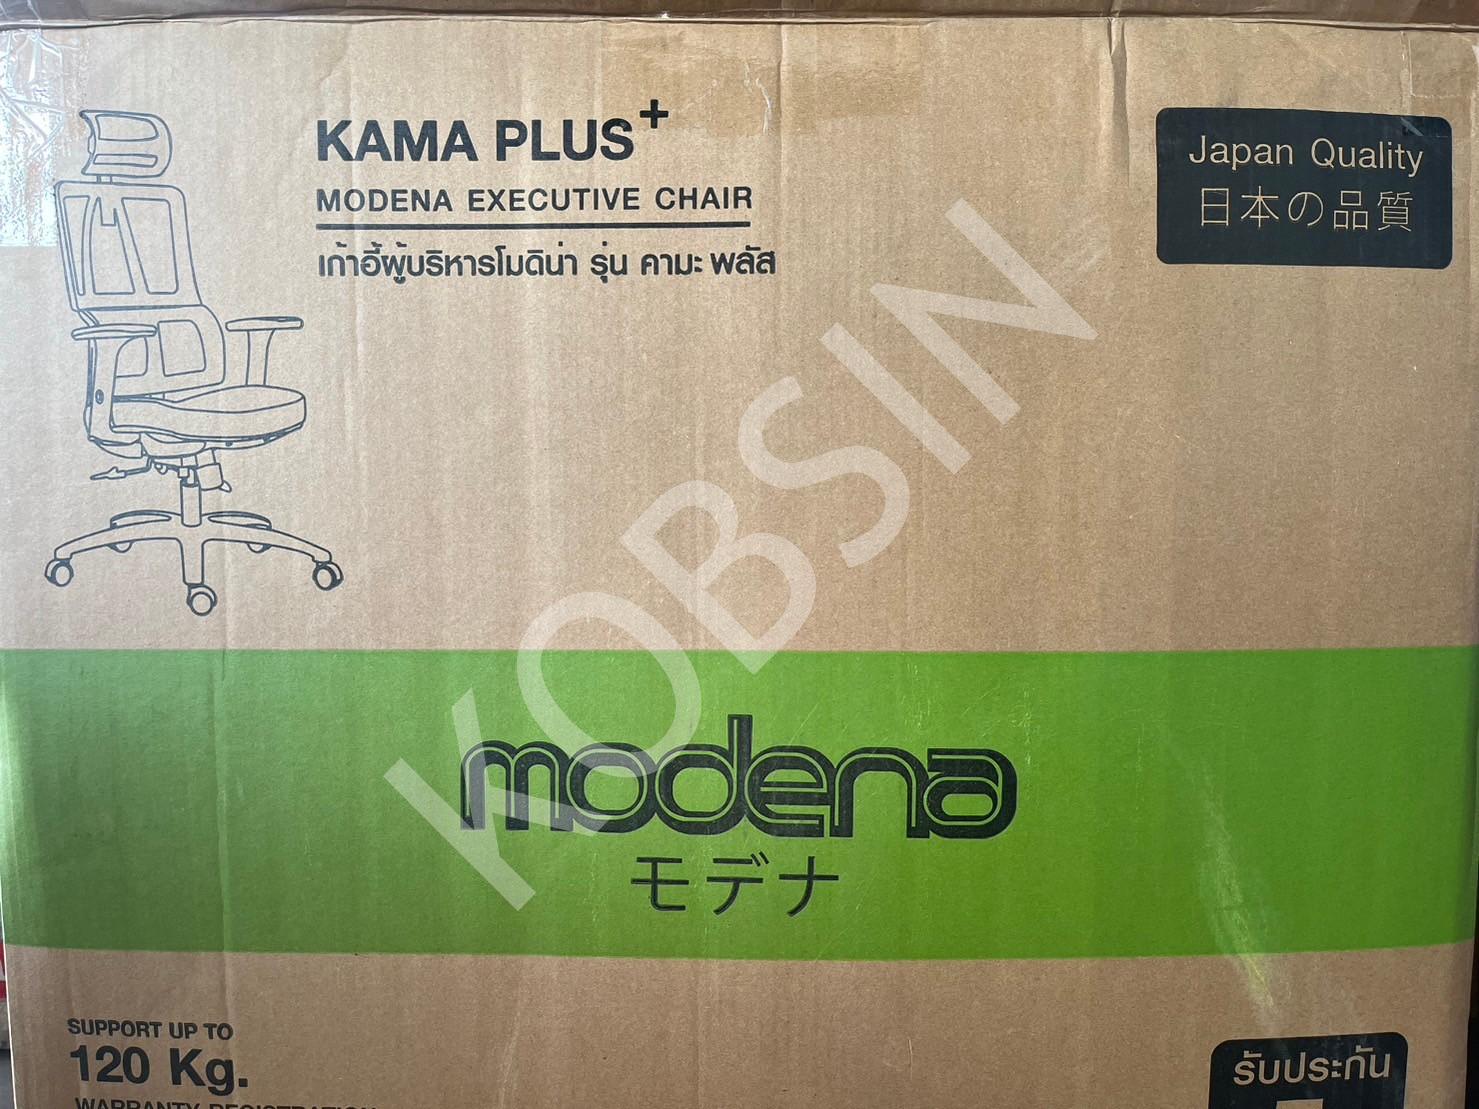 KAMA PLUS+
MODENA EXECUTIVE CHAIR
เก้าอี้ผู้บริหารโมดิน่า รุ่น คามะ พลัส
Japan Quality
日本の品質
KOBSIN
modena
モデナ
SUPPORT UP TO
120 Kg.
WARRANTY REGISTRATION
รับประกัน